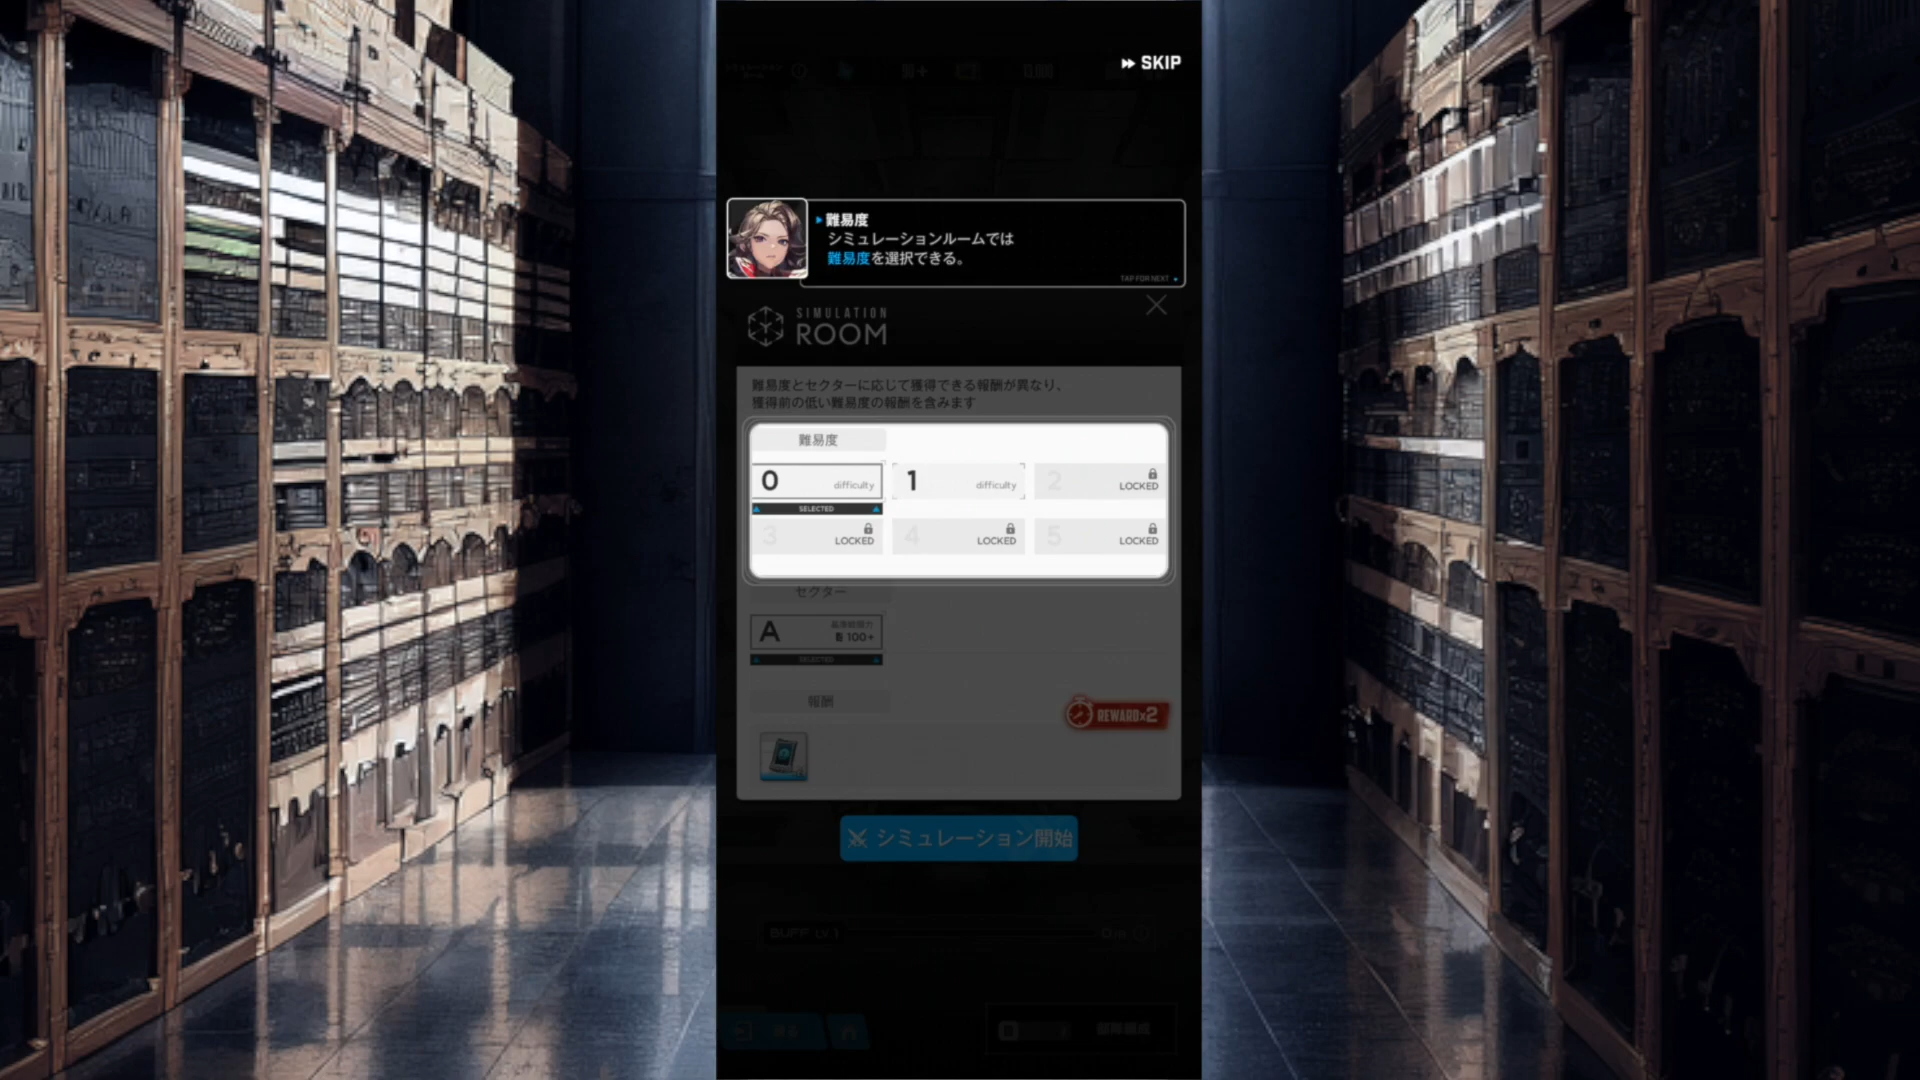 SKIP
難易度
シミュレーションルームでは
難易度を選択できる。
TAP FOR NEXT
SIMULATION
ROOM
難易度とセクターに応じて獲得できる報酬が異なり、
獲得前の低い難易度の報酬を含みます
難易度
0 difficulty
1 difficulty
2 LOCKED
SELECTED
3 LOCKED
4 LOCKED
5 LOCKED
セクター
A
100+
SELECTED
報酬
REWARD×2
シミュレーション開始
BUFF LV.1